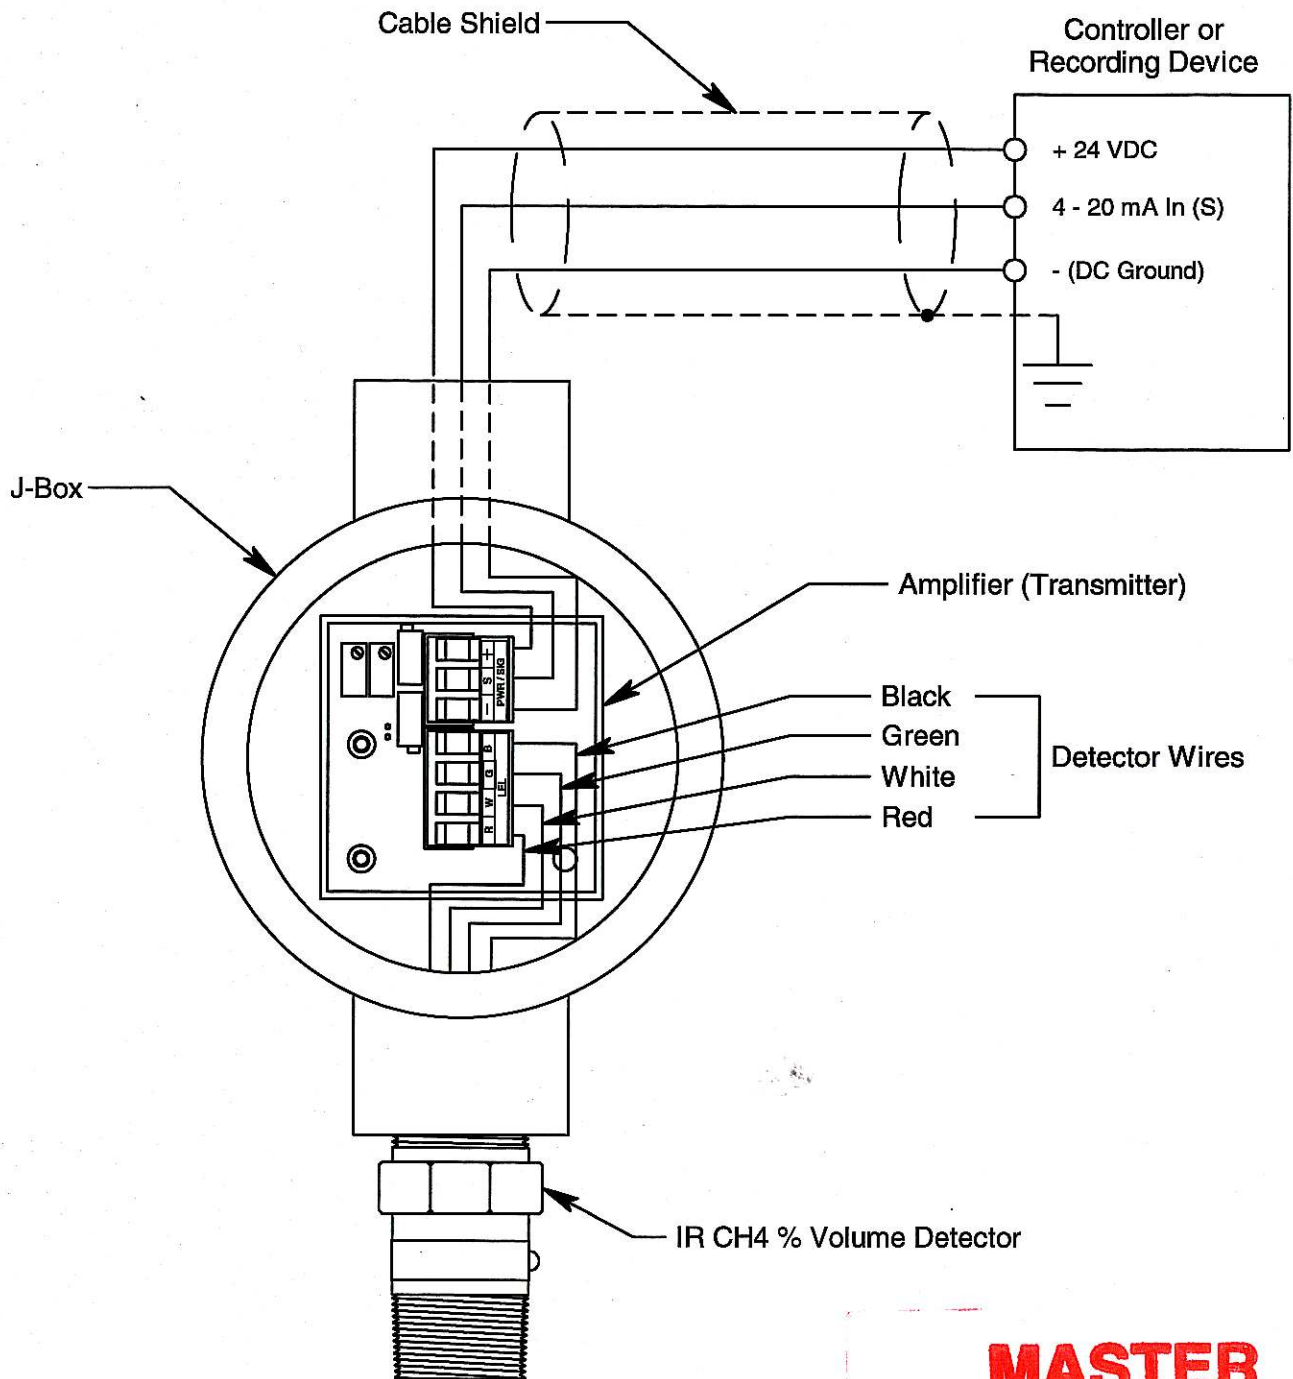 Cable Shield
Controller or
Recording Device
+ 24 VDC
4 - 20 mA In (S)
- (DC Ground)
J-Box
Amplifier (Transmitter)
+
S
-
PWR / SIG
B
G
W
R
LEL
Black
Green
White
Red
Detector Wires
IR CH4 % Volume Detector
MASTER